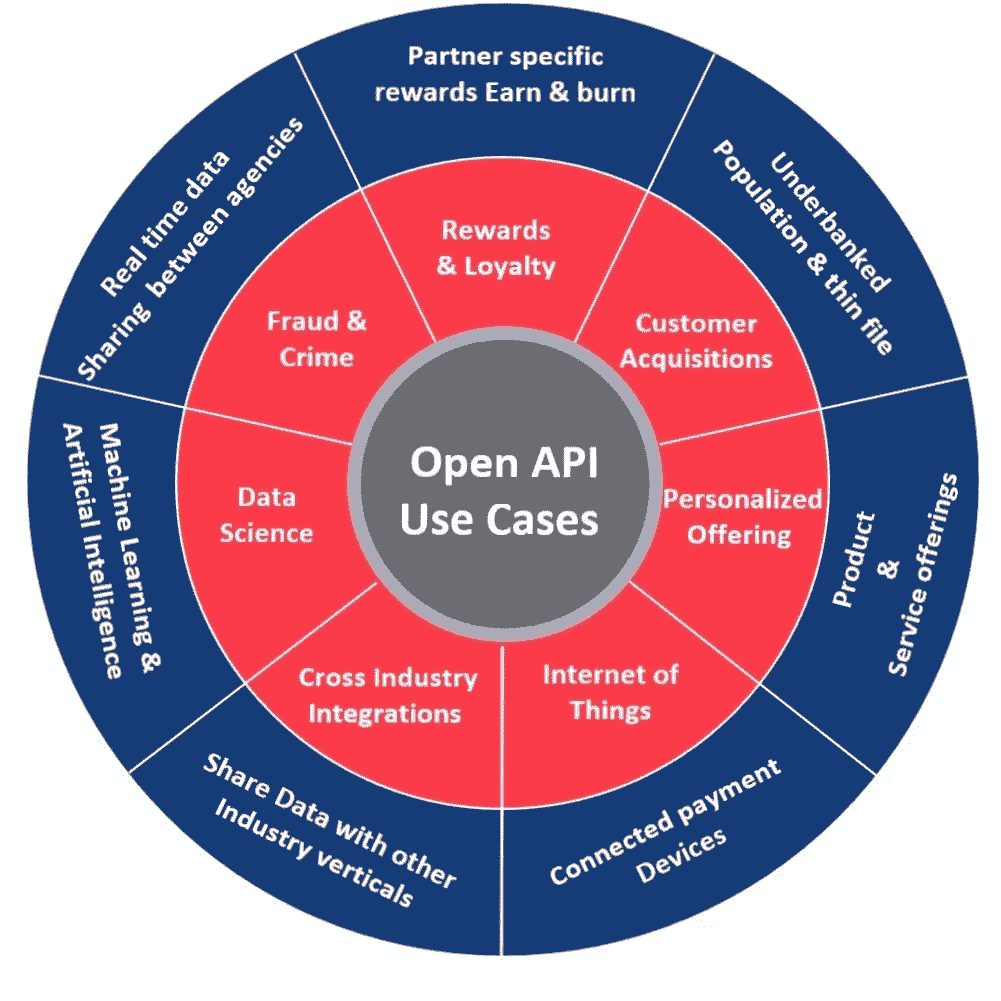 Open API
Use Cases
Partner specific
rewards Earn & burn
Rewards
& Loyalty
Underbanked
Population & thin file
Customer
Acquisitions
Product
&
Service offerings
Personalized
Offering
Connected payment
Devices
Internet of
Things
Share Data with other
Industry verticals
Cross Industry
Integrations
Machine Learning &
Artificial Intelligence
Data
Science
Real time data
Sharing between agencies
Fraud &
Crime